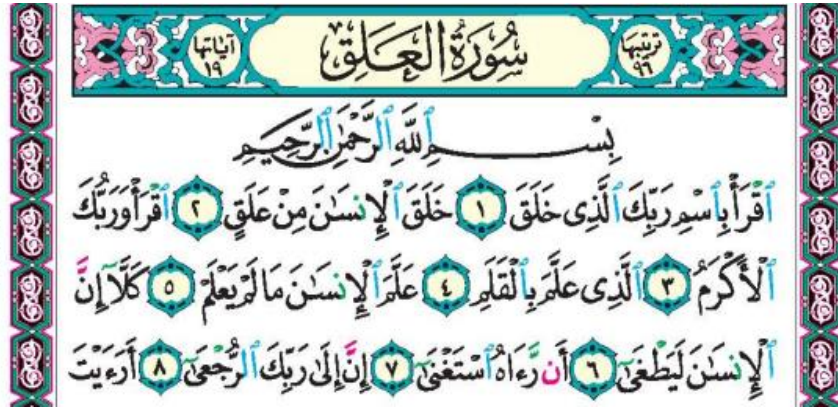 ترتيبها ٩٦ سُورَةُ الْعَلَقِ آياتها ١٩
بِسْمِ ٱللَّهِ ٱلرَّحْمَٰنِ ٱلرَّحِيمِ
ٱقْرَأْ بِٱسْمِ رَبِّكَ ٱلَّذِى خَلَقَ ١ خَلَقَ ٱلْإِنسَـٰنَ مِنْ عَلَقٍ ٢ ٱقْرَأْ وَرَبُّكَ
ٱلْأَكْرَمُ ٣ ٱلَّذِى عَلَّمَ بِٱلْقَلَمِ ٤ عَلَّمَ ٱلْإِنسَـٰنَ مَا لَمْ يَعْلَمْ ٥ كَلَّآ إِنَّ
ٱلْإِنسَـٰنَ لَيَطْغَىٰٓ ٦ أَن رَّءَاهُ ٱسْتَغْنَىٰٓ ٧ إِنَّ إِلَىٰ رَبِّكَ ٱلرُّجْعَىٰٓ ٨ أَرَءَيْتَ